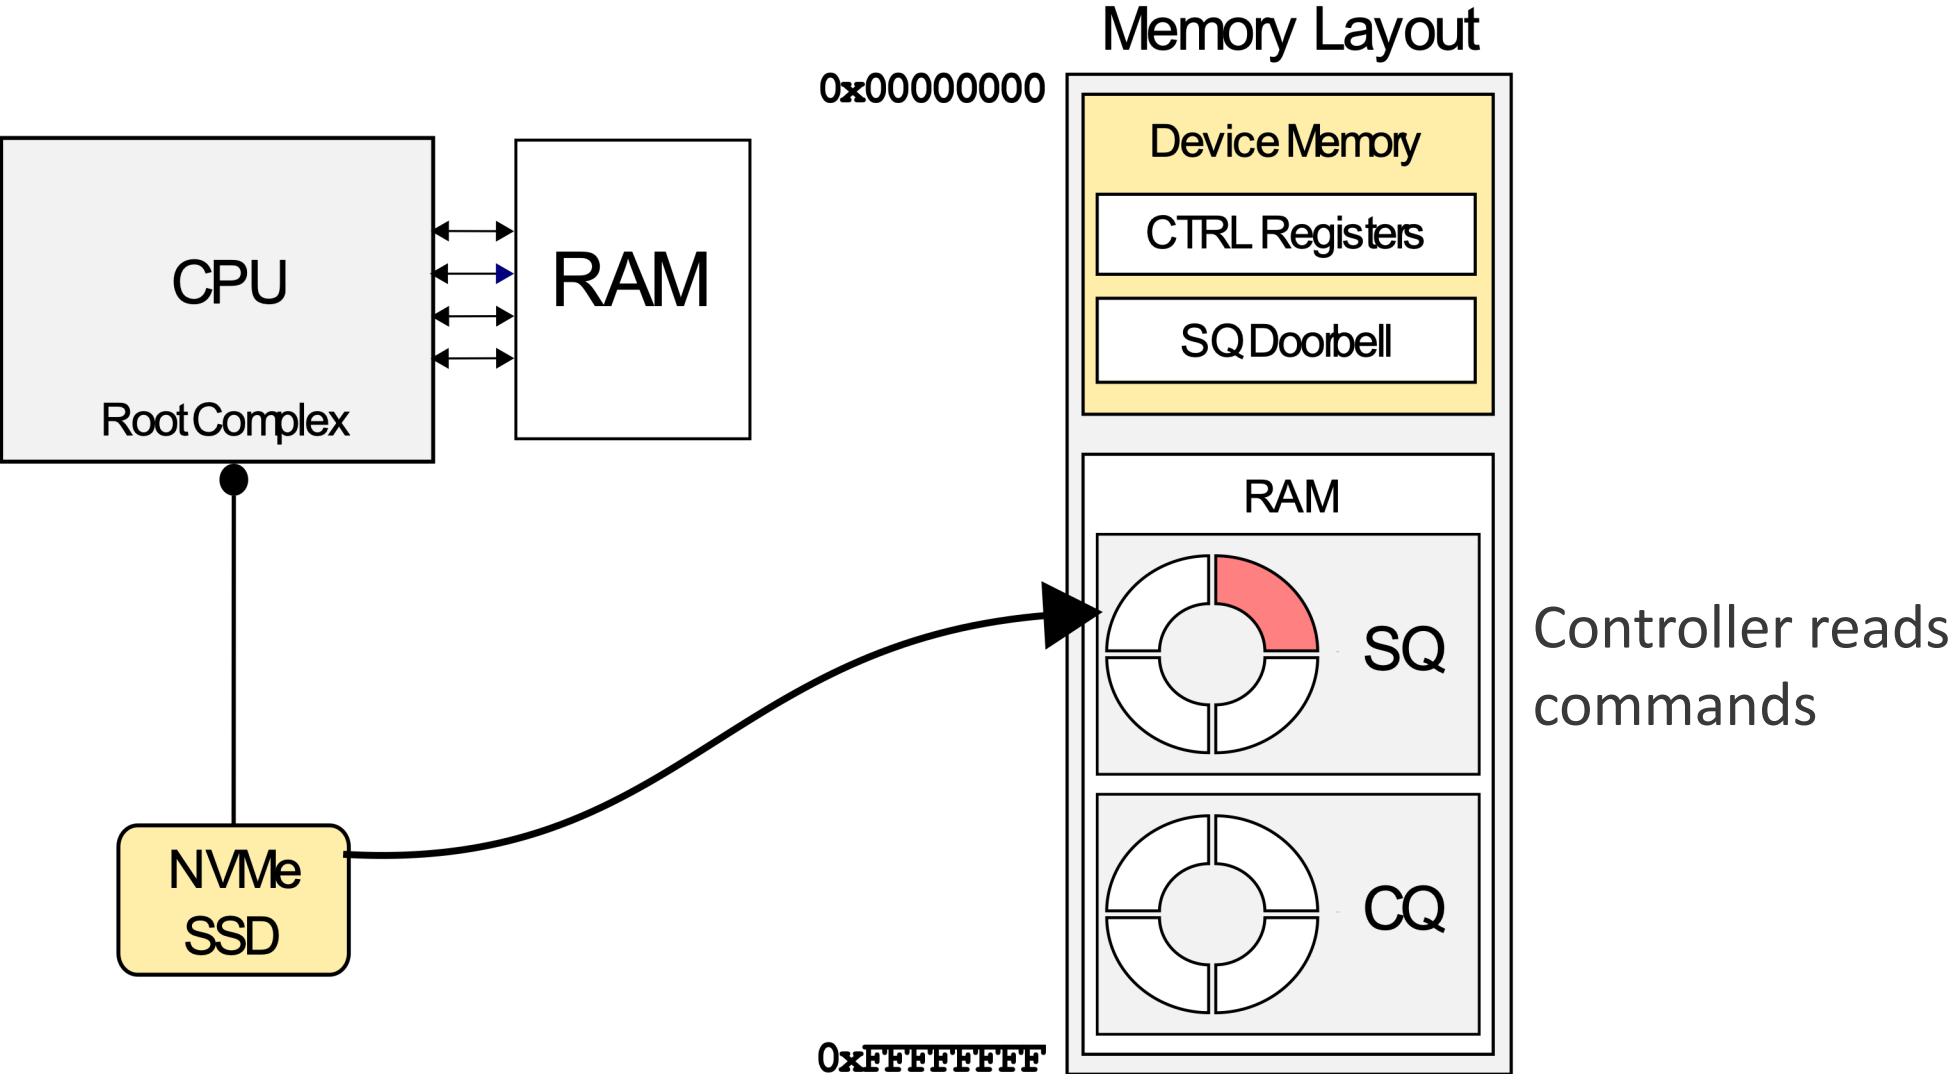 Memory Layout
0x00000000
Device Memory
CTRL Registers
SQ Doorbell
CPU
Root Complex
RAM
RAM
SQ
Controller reads
commands
CQ
NVMe
SSD
0xFFFFFFFF